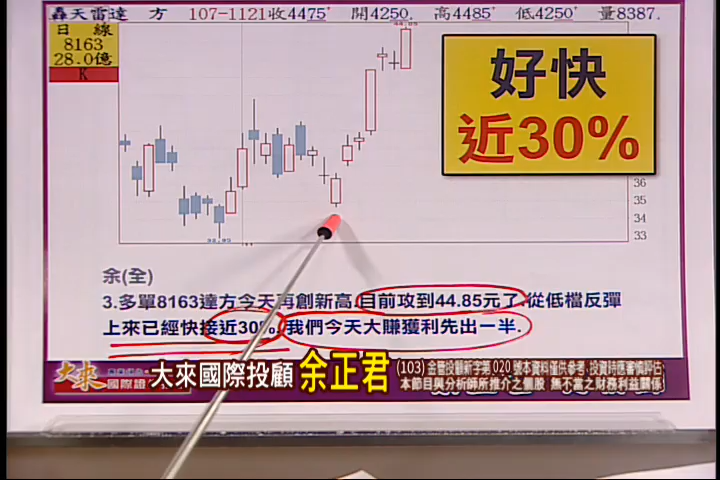 轟天雷達 方 107-1121收4475 開4250. 高4485 低4250 量8387.
日 線
8163
28.0億
K
好快
近30%
44.85
36
35
34
33
余(全)
3.多單8163達方今天再創新高.目前攻到44.85元了.從低檔反彈
上來已經快接近30%.我們今天大賺獲利先出一半.
大來
國際證
大來國際投顧 余正君
(103)金管投顧新字第020號本資料僅供參考,投資時應審慎評估
本節目與分析師所推介之個股 無不當之財務利益關係